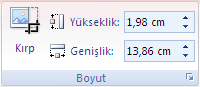 Yükseklik: 1,98 cm
Kırp
Genişlik: 13,86 cm
Boyut